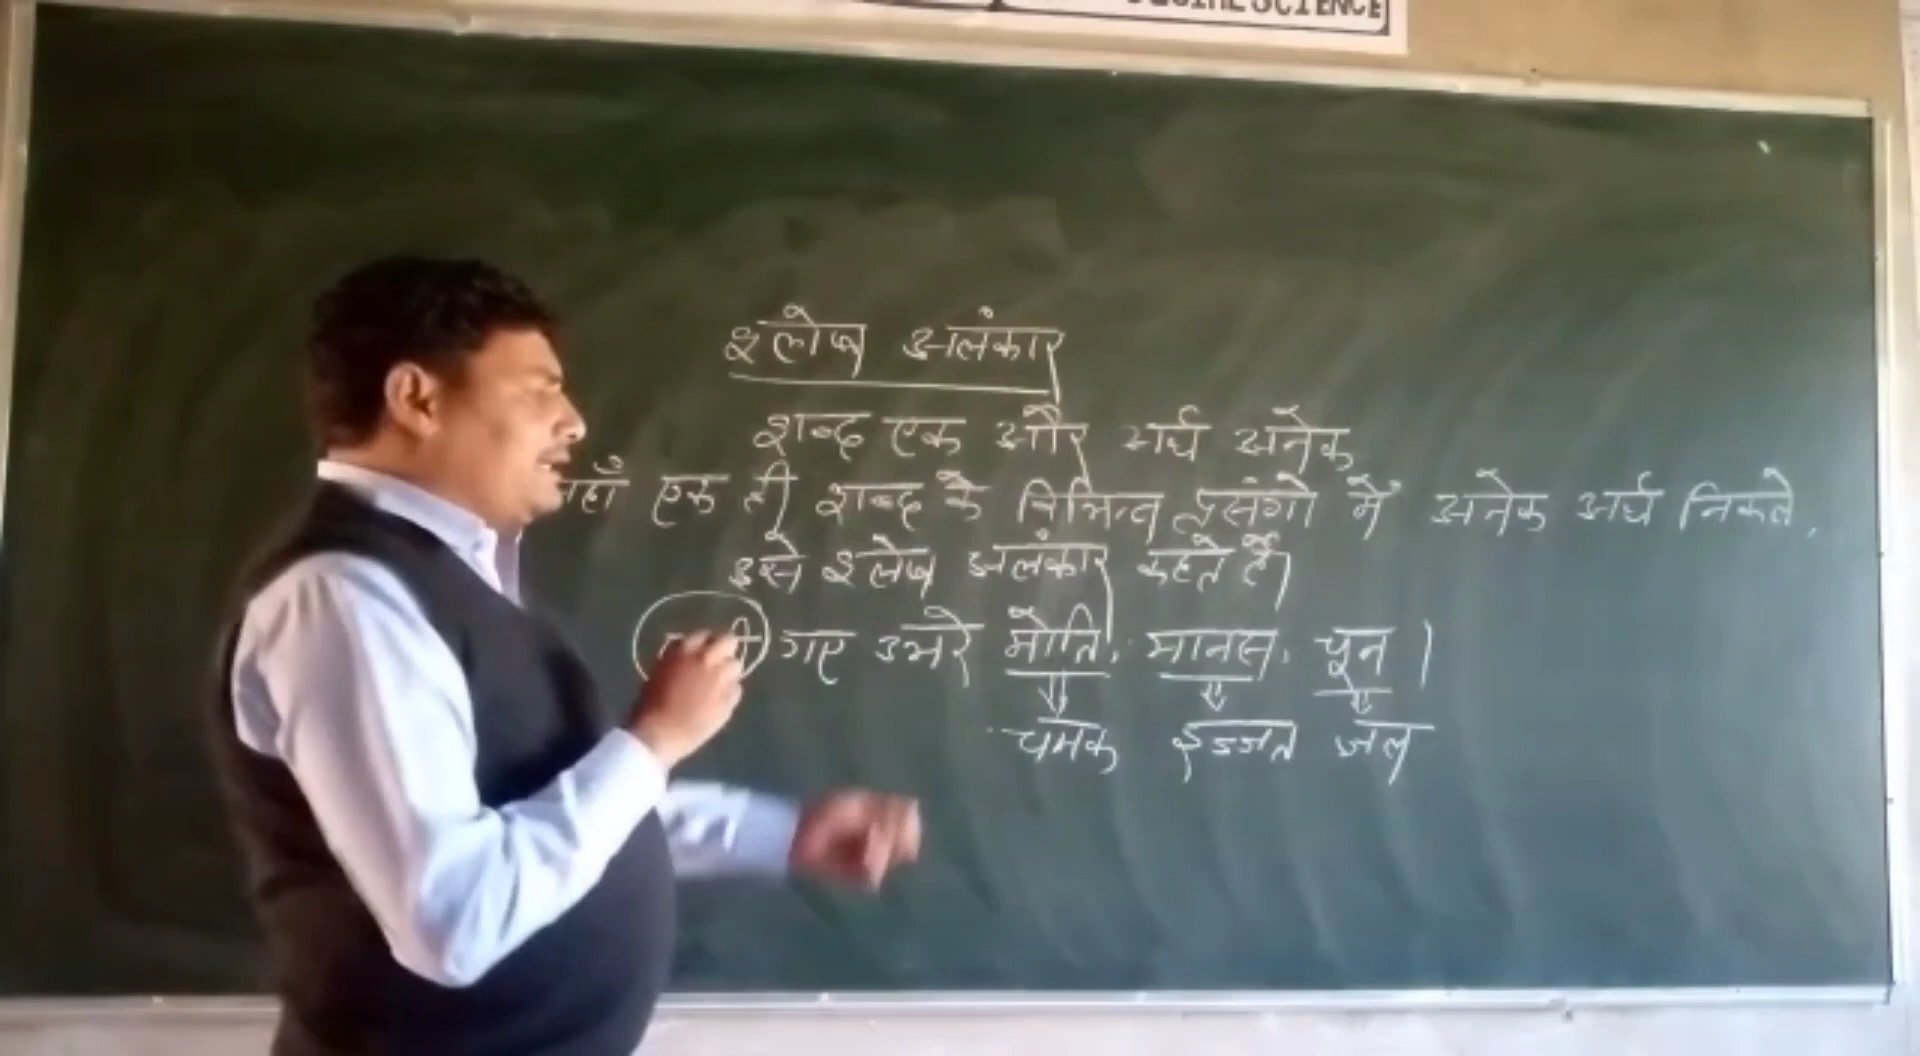 SCIENCE
श्लेष अलंकार
शब्द एक और अर्थ अनेक
जहाँ एक ही शब्द के विभिन्न प्रसंगो में अनेक अर्थ निकले,
उसे श्लेष अलंकार कहते हैं।
गए उभरे मोति, मानस, चून।
चमक इज्जत जल